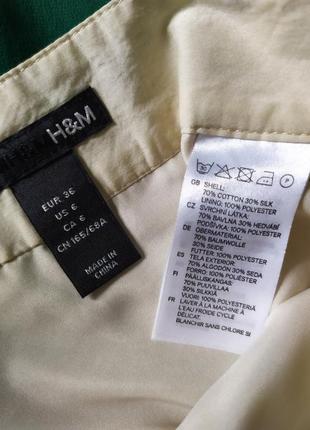 H&M
EUR 36
US 6
CA 6
CN 165/68A
MADE IN
CHINA
GB SHELL:
70% COTTON 30% SILK
LINING: 100% POLYESTER
CZ SVRCHNÍ LÁTKA:
70% BAVLNA 30% HEDVÁBÍ
PODŠÍVKA: 100% POLYESTER
DE OBERMATERIAL:
70% BAUMWOLLE
30% SEIDE
FUTTER: 100% POLYESTER
ES TELA EXTERIOR:
70% ALGODÓN 30% SEDA
FORRO: 100% POLIÉSTER
FI PÄÄLLISKANGAS:
70% PUUVILLAA
30% SILKKIÄ
VUORI: 100% POLYESTERIÄ
FR LAVER À LA MACHINE À
L'EAU FROIDE CYCLE
DÉLICAT.
BLANCHIR SANS CHLORE SI